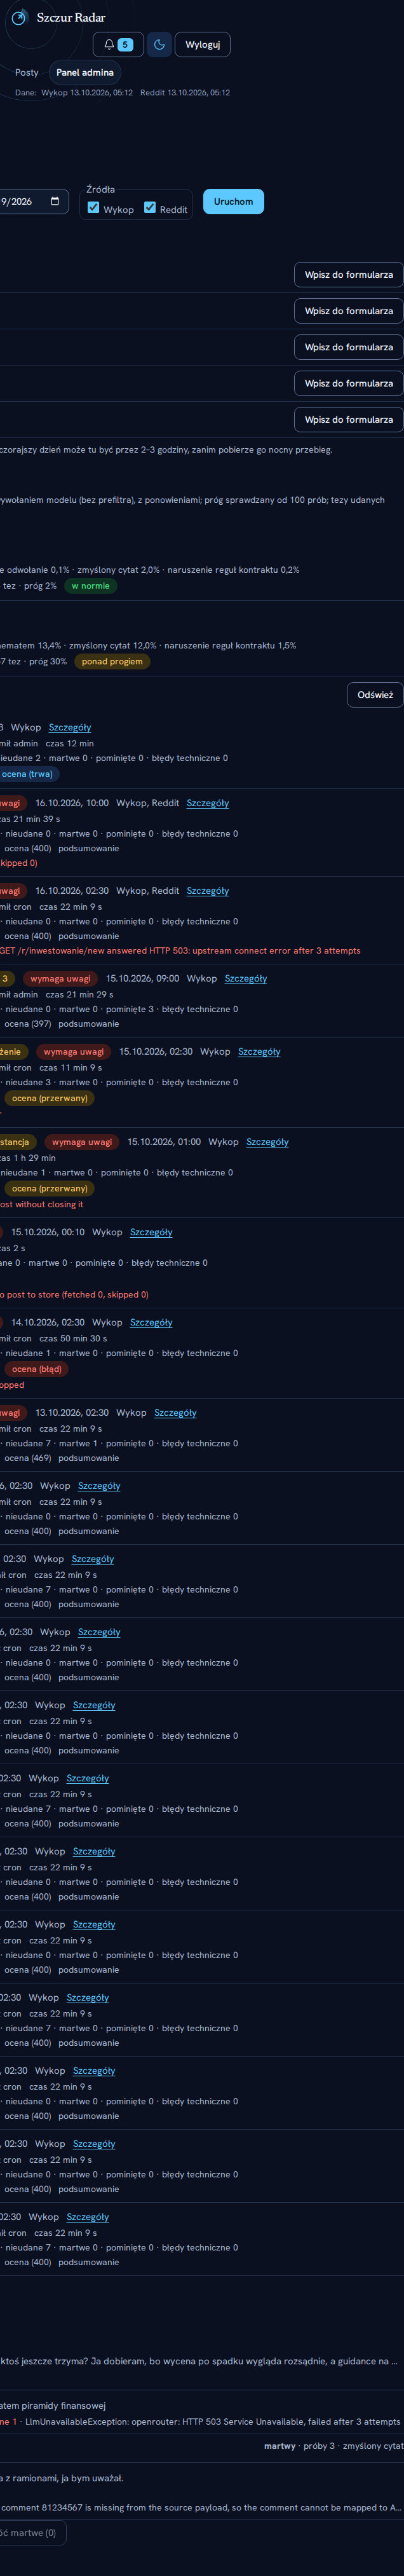 Szczur Radar
5
Wyloguj
Posty Panel admina
Dane: Wykop 13.10.2026, 05:12 Reddit 13.10.2026, 05:12
Źródła
9/2026 Wykop Reddit Uruchom
Wpisz do formularza
Wpisz do formularza
Wpisz do formularza
Wpisz do formularza
Wpisz do formularza
czorajszy dzień może tu być przez 2–3 godziny, zanim pobierze go nocny przebieg.
ywołaniem modelu (bez prefiltra), z ponowieniami; próg sprawdzany od 100 prób; tezy udanych
e odwołanie 0,1% · zmyślony cytat 2,0% · naruszenie reguł kontraktu 0,2%
tez · próg 2% w normie
ematem 13,4% · zmyślony cytat 12,0% · naruszenie reguł kontraktu 1,5%
7 tez · próg 30% ponad progiem
Odśwież
Wykop Szczegóły
mił admin czas 12 min
nieudane 2 · martwe 0 · pominięte 0 · błędy techniczne 0
ocena (trwa)
uwagi 16.10.2026, 10:00 Wykop, Reddit Szczegóły
zas 21 min 39 s
· nieudane 0 · martwe 0 · pominięte 0 · błędy techniczne 0
ocena (400) podsumowanie
kipped 0)
uwagi 16.10.2026, 02:30 Wykop, Reddit Szczegóły
mił cron czas 22 min 9 s
· nieudane 0 · martwe 0 · pominięte 0 · błędy techniczne 0
ocena (400) podsumowanie
GET /r/inwestowanie/new answered HTTP 503: upstream connect error after 3 attempts
3 wymaga uwagi 15.10.2026, 09:00 Wykop Szczegóły
mił admin czas 21 min 29 s
· nieudane 0 · martwe 0 · pominięte 3 · błędy techniczne 0
ocena (397) podsumowanie
żenie wymaga uwagi 15.10.2026, 02:30 Wykop Szczegóły
mił cron czas 11 min 9 s
· nieudane 3 · martwe 0 · pominięte 0 · błędy techniczne 0
ocena (przerwany)
stancja wymaga uwagi 15.10.2026, 01:00 Wykop Szczegóły
zas 1 h 29 min
nieudane 1 · martwe 0 · pominięte 0 · błędy techniczne 0
ocena (przerwany)
ost without closing it
15.10.2026, 00:10 Wykop Szczegóły
zas 2 s
ane 0 · martwe 0 · pominięte 0 · błędy techniczne 0
o post to store (fetched 0, skipped 0)
14.10.2026, 02:30 Wykop Szczegóły
mił cron czas 50 min 30 s
· nieudane 1 · martwe 0 · pominięte 0 · błędy techniczne 0
ocena (błąd)
opped
uwagi 13.10.2026, 02:30 Wykop Szczegóły
mił cron czas 22 min 9 s
· nieudane 7 · martwe 1 · pominięte 0 · błędy techniczne 0
ocena (469) podsumowanie
6, 02:30 Wykop Szczegóły
mił cron czas 22 min 9 s
· nieudane 0 · martwe 0 · pominięte 0 · błędy techniczne 0
ocena (400) podsumowanie
, 02:30 Wykop Szczegóły
ił cron czas 22 min 9 s
· nieudane 7 · martwe 0 · pominięte 0 · błędy techniczne 0
ocena (400) podsumowanie
6, 02:30 Wykop Szczegóły
cron czas 22 min 9 s
· nieudane 0 · martwe 0 · pominięte 0 · błędy techniczne 0
ocena (400) podsumowanie
, 02:30 Wykop Szczegóły
cron czas 22 min 9 s
· nieudane 0 · martwe 0 · pominięte 0 · błędy techniczne 0
ocena (400) podsumowanie
02:30 Wykop Szczegóły
cron czas 22 min 9 s
· nieudane 7 · martwe 0 · pominięte 0 · błędy techniczne 0
ocena (400) podsumowanie
, 02:30 Wykop Szczegóły
cron czas 22 min 9 s
· nieudane 0 · martwe 0 · pominięte 0 · błędy techniczne 0
ocena (400) podsumowanie
, 02:30 Wykop Szczegóły
cron czas 22 min 9 s
· nieudane 0 · martwe 0 · pominięte 0 · błędy techniczne 0
ocena (400) podsumowanie
02:30 Wykop Szczegóły
cron czas 22 min 9 s
· nieudane 7 · martwe 0 · pominięte 0 · błędy techniczne 0
ocena (400) podsumowanie
, 02:30 Wykop Szczegóły
cron czas 22 min 9 s
· nieudane 0 · martwe 0 · pominięte 0 · błędy techniczne 0
ocena (400) podsumowanie
, 02:30 Wykop Szczegóły
cron czas 22 min 9 s
· nieudane 0 · martwe 0 · pominięte 0 · błędy techniczne 0
ocena (400) podsumowanie
02:30 Wykop Szczegóły
ił cron czas 22 min 9 s
· nieudane 7 · martwe 0 · pominięte 0 · błędy techniczne 0
ocena (400) podsumowanie
ktoś jeszcze trzyma? Ja dobieram, bo wycena po spadku wygląda rozsądnie, a guidance na ...
atem piramidy finansowej
ne 1 · LlmUnavailableException: openrouter: HTTP 503 Service Unavailable, failed after 3 attempts
martwy · próby 3 · zmyślony cytat
a z ramionami, ja bym uważał.
comment 81234567 is missing from the source payload, so the comment cannot be mapped to A...
óć martwe (0)